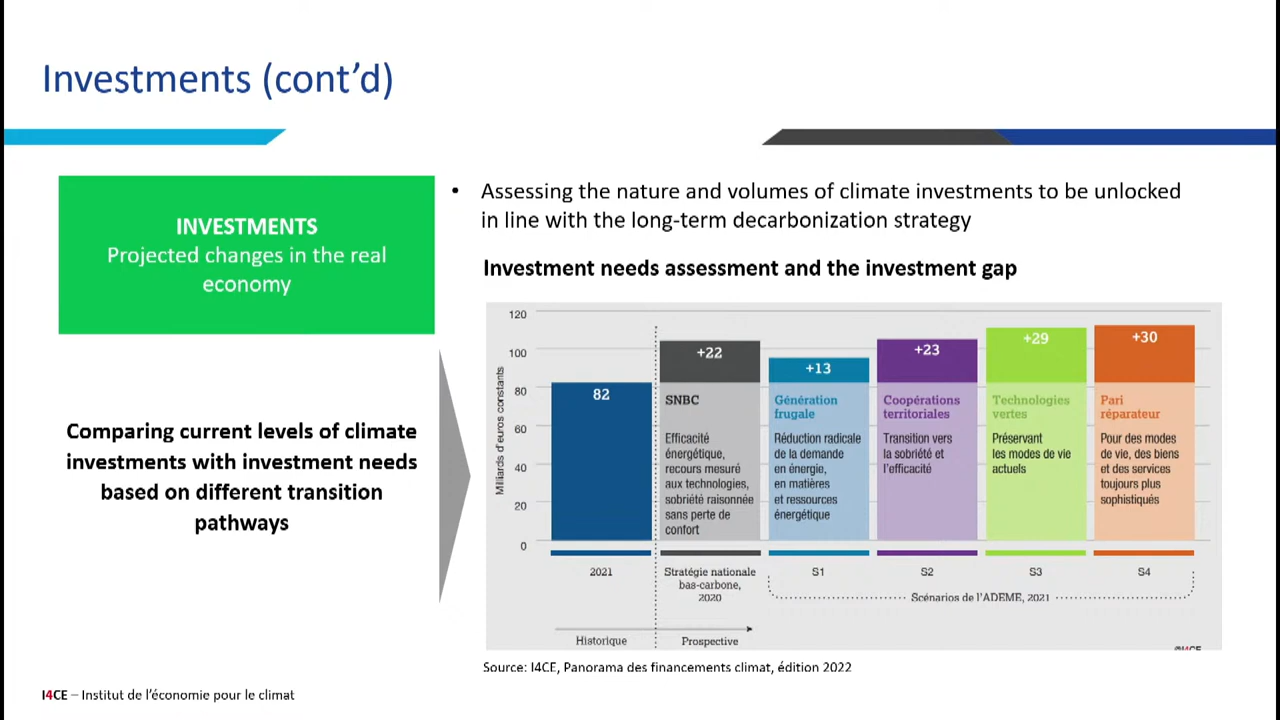 Investments (cont’d)
INVESTMENTS
Projected changes in the real
economy
Comparing current levels of climate
investments with investment needs
based on different transition
pathways
• Assessing the nature and volumes of climate investments to be unlocked
in line with the long-term decarbonization strategy
Investment needs assessment and the investment gap
Milliards d'euros constants
120
100
80
60
40
20
0
82
+22
SNBC
Efficacité
énergétique,
recours mesuré
aux technologies,
sobriété raisonnée
sans perte de
confort
+13
Génération
frugale
Réduction radicale
de la demande
en énergie,
en matières
et ressources
énergétique
+23
Coopérations
territoriales
Transition vers
la sobriété et
l'efficacité
+29
Technologies
vertes
Préservant
les modes de vie
actuels
+30
Pari
réparateur
Pour des modes
de vie, des biens
et des services
toujours plus
sophistiqués
2021
Stratégie nationale
bas-carbone,
2020
S1
S2
S3
S4
Scénarios de l'ADEME, 2021
Historique
Prospective
@I4CE
Source: I4CE, Panorama des financements climat, édition 2022
I4CE – Institut de l’économie pour le climat